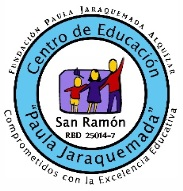 FUNDACIÓN PAULA JARAQUEMADA ALQUÍZAR
Centro de Educación
San Ramón
RBD 25014-7
"Paula Jaraquemada"
Comprometidos con la Excelencia Educativa